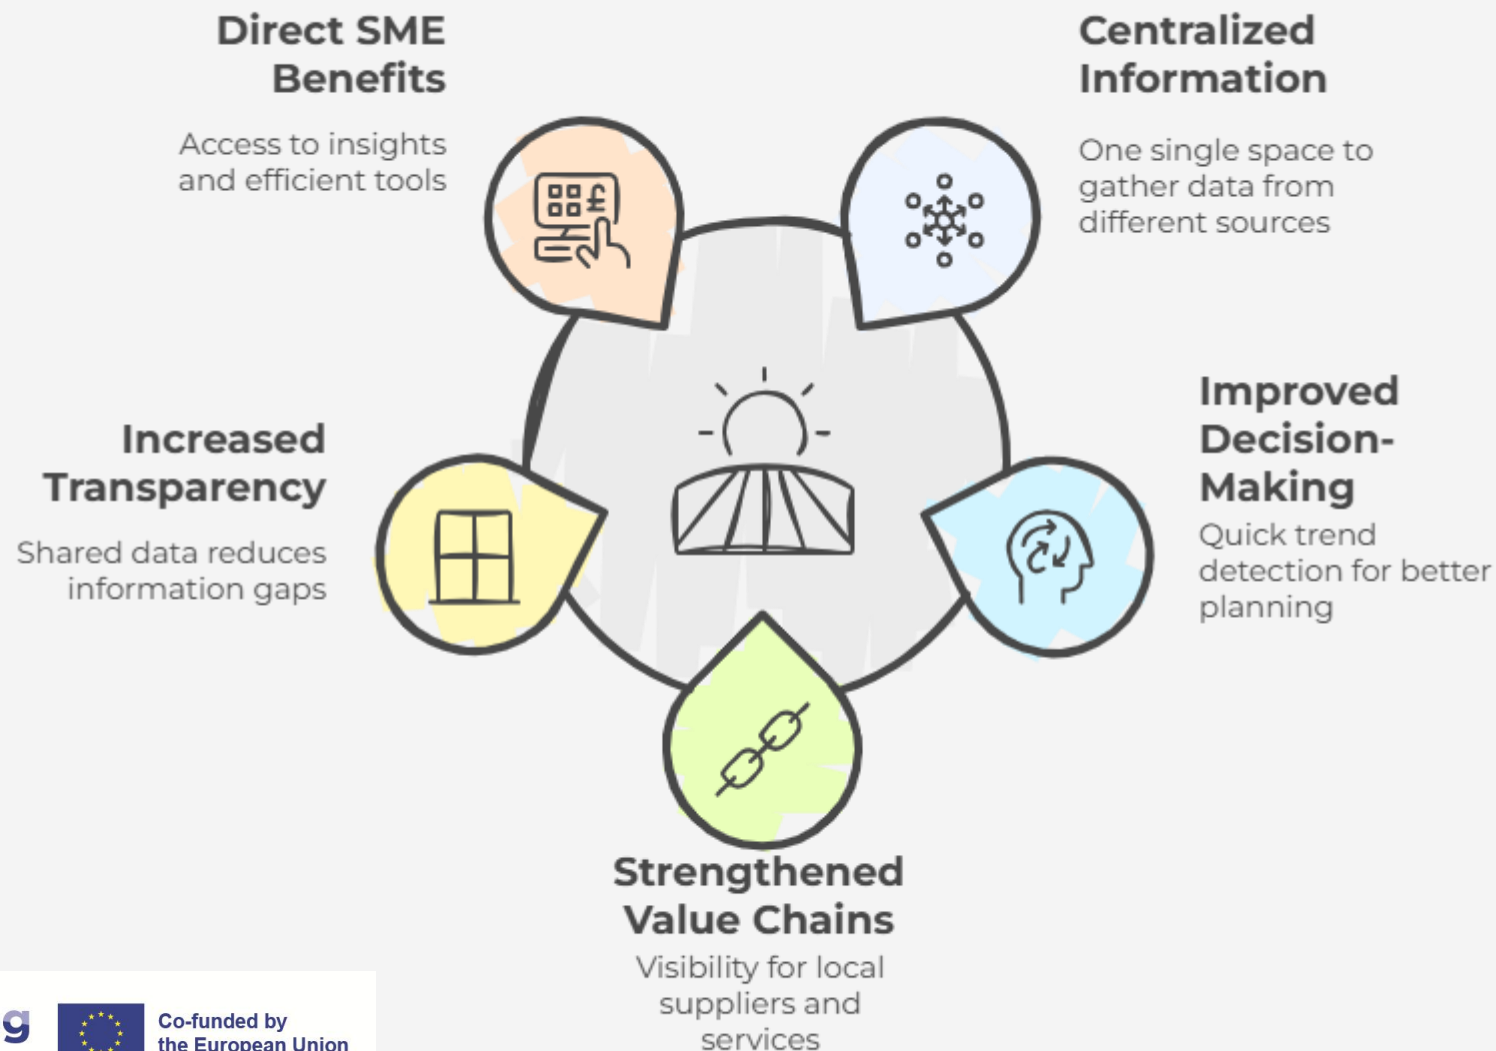 Direct SME
Benefits
Access to insights
and efficient tools
Centralized
Information
One single space to
gather data from
different sources
Increased
Transparency
Shared data reduces
information gaps
Improved
Decision-
Making
Quick trend
detection for better
planning
£
Strengthened
Value Chains
Visibility for local
suppliers and
services
g
Co-funded by
the European Union